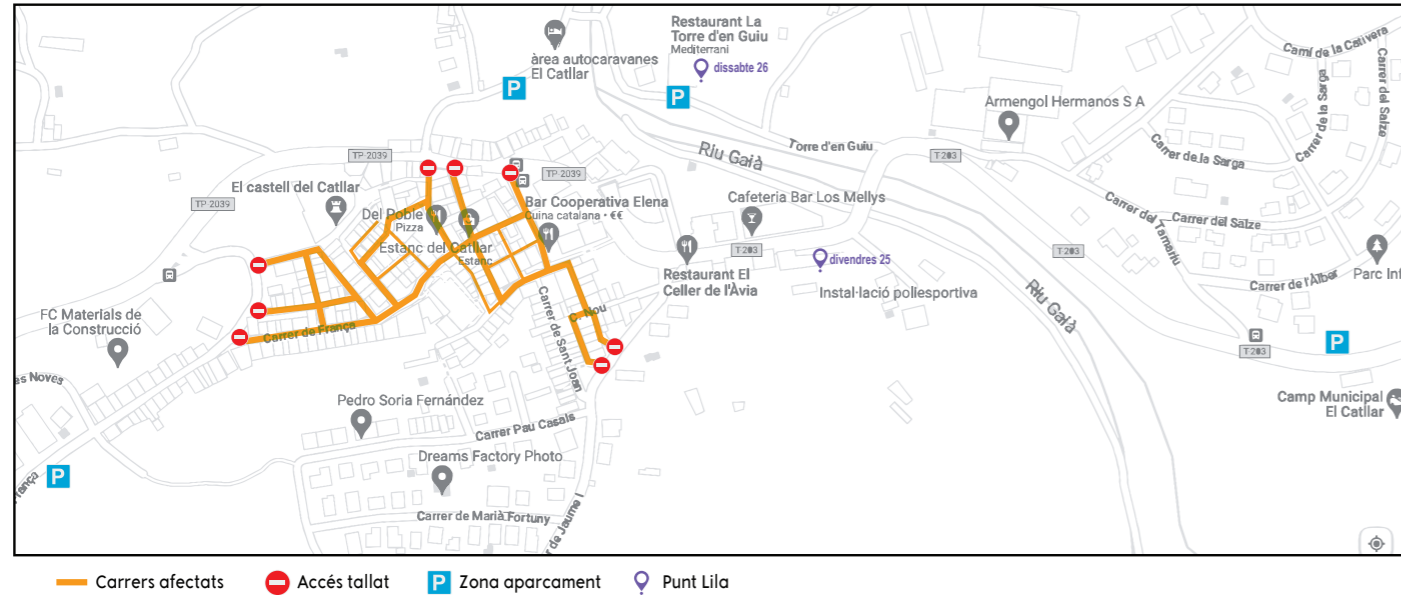 Restaurant La
Torre d'en Guiu
Mediterrani
dissabte 26
àrea autocaravanes
El Catllar
P
P
Camí de la Cativera
Carrer de la Sarga
Carrer del Salze
Armengol Hermanos S A
Torre d'en Guiu
Riu Gaià
T 203
Carrer de la Sarga
TP 2039
TP 2039
TP 2039
El castell del Catllar
Del Poble
Pizza
Bar Cooperativa Elena
Cuina catalana • €€
Estanc del Catllar
Estanc
Cafeteria Bar Los Mellys
T 203
Restaurant El
Celler de l'Àvia
divendres 25
Instal·lació poliesportiva
Carrer del Tamariu
Carrer del Salze
T 203
Carrer de l'Àlber
Parc Inf
Riu Gaià
FC Materials de
la Construcció
Carrer de França
C. Nou
Carrer de Sant Joan
T 203
P
es Noves
Pedro Soria Fernández
Carrer Pau Casals
Camp Municipal
El Catllar
Dreams Factory Photo
P
França
Carrer de Marià Fortuny
er de Jaume I
Carrers afectats
Accés tallat
P Zona aparcament
Punt Lila